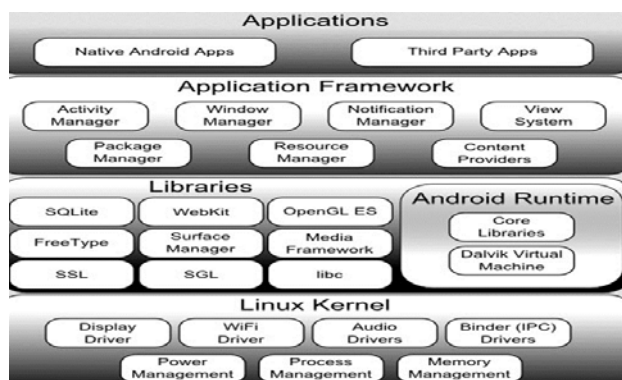 Applications
Native Android Apps
Third Party Apps
Application Framework
Activity Manager
Window Manager
Notification Manager
View System
Package Manager
Resource Manager
Content Providers
Libraries
SQLite
WebKit
OpenGL ES
FreeType
Surface Manager
Media Framework
SSL
SGL
libc
Android Runtime
Core Libraries
Dalvik Virtual Machine
Linux Kernel
Display Driver
WiFi Driver
Audio Drivers
Binder (IPC) Drivers
Power Management
Process Management
Memory Management